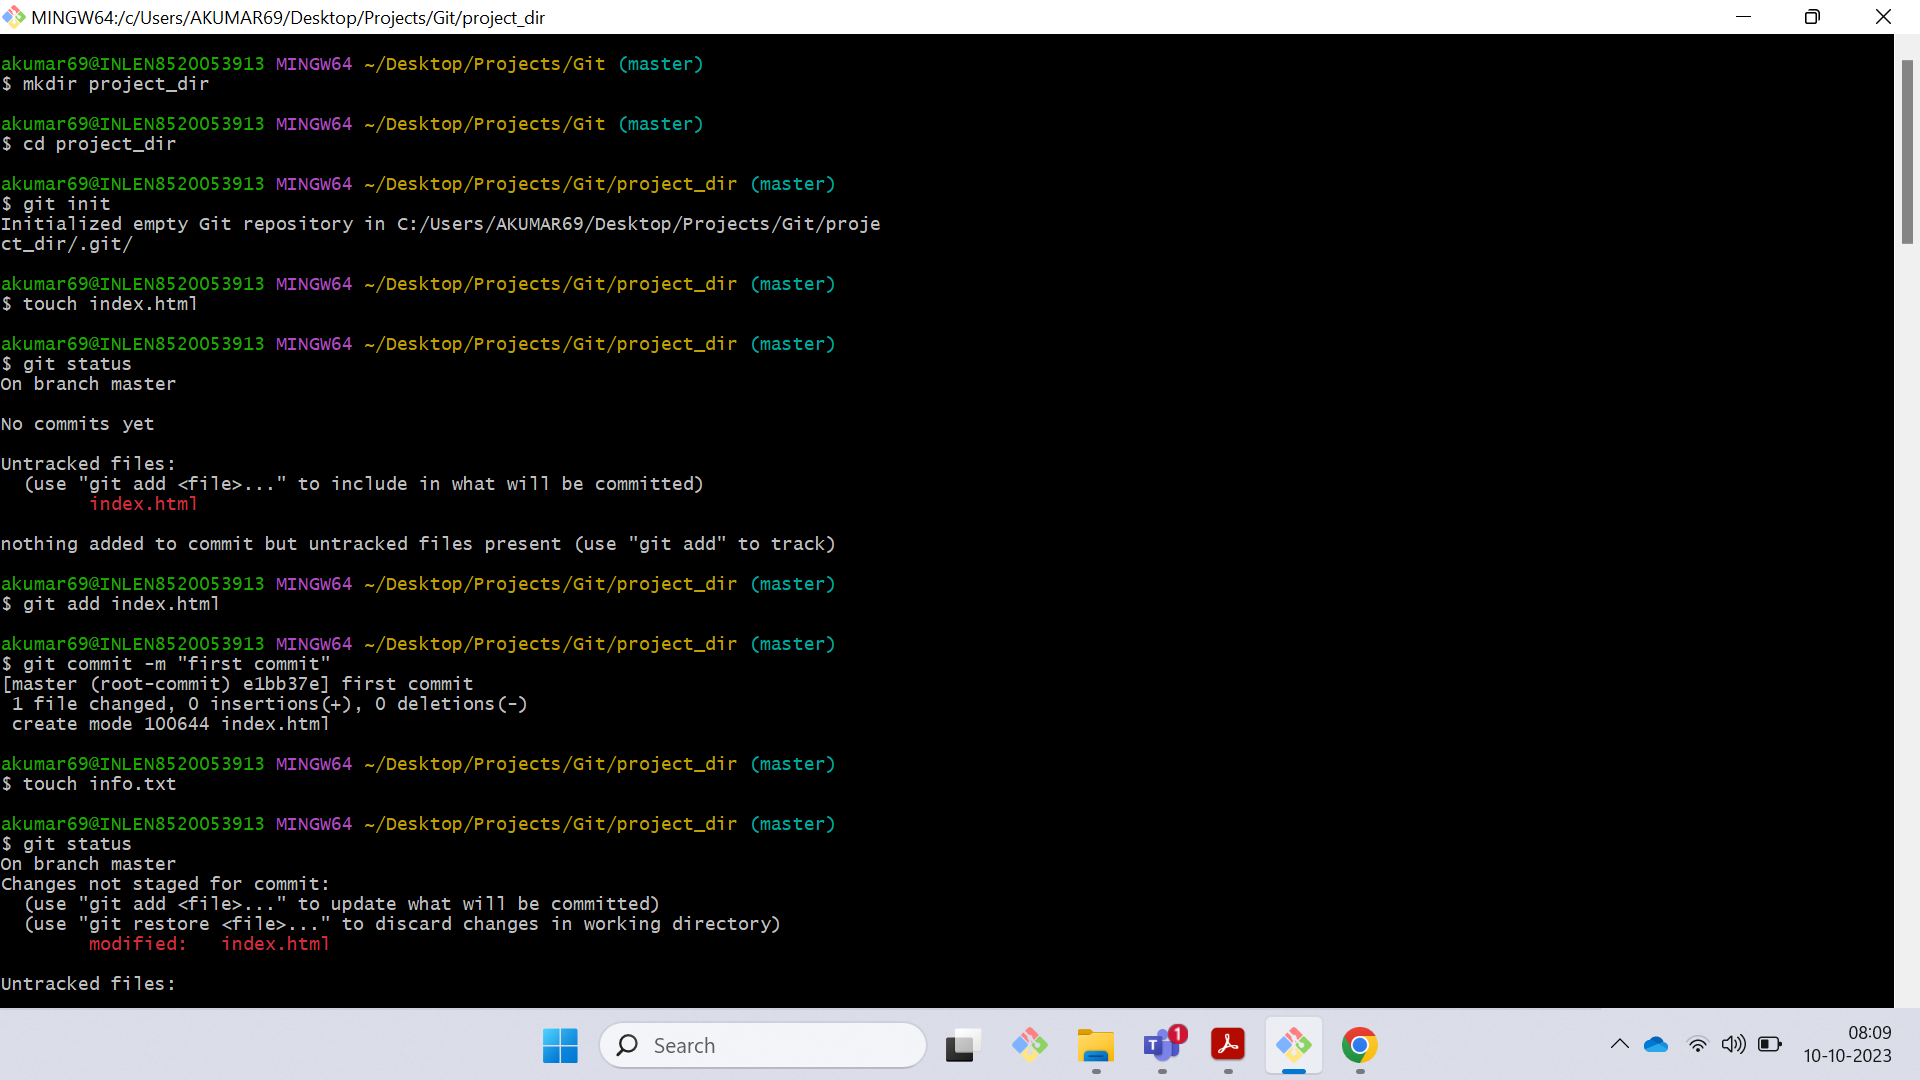 MINGW64:/c/Users/AKUMAR69/Desktop/Projects/Git/project_dir
akumar69@INLEN8520053913 MINGW64 ~/Desktop/Projects/Git (master)
$ mkdir project_dir
akumar69@INLEN8520053913 MINGW64 ~/Desktop/Projects/Git (master)
$ cd project_dir
akumar69@INLEN8520053913 MINGW64 ~/Desktop/Projects/Git/project_dir (master)
$ git init
Initialized empty Git repository in C:/Users/AKUMAR69/Desktop/Projects/Git/proje
ct_dir/.git/
akumar69@INLEN8520053913 MINGW64 ~/Desktop/Projects/Git/project_dir (master)
$ touch index.html
akumar69@INLEN8520053913 MINGW64 ~/Desktop/Projects/Git/project_dir (master)
$ git status
On branch master
No commits yet
Untracked files:
  (use "git add <file>..." to include in what will be committed)
        index.html
nothing added to commit but untracked files present (use "git add" to track)
akumar69@INLEN8520053913 MINGW64 ~/Desktop/Projects/Git/project_dir (master)
$ git add index.html
akumar69@INLEN8520053913 MINGW64 ~/Desktop/Projects/Git/project_dir (master)
$ git commit -m "first commit"
[master (root-commit) e1bb37e] first commit
 1 file changed, 0 insertions(+), 0 deletions(-)
 create mode 100644 index.html
akumar69@INLEN8520053913 MINGW64 ~/Desktop/Projects/Git/project_dir (master)
$ touch info.txt
akumar69@INLEN8520053913 MINGW64 ~/Desktop/Projects/Git/project_dir (master)
$ git status
On branch master
Changes not staged for commit:
  (use "git add <file>..." to update what will be committed)
  (use "git restore <file>..." to discard changes in working directory)
        modified:   index.html
Untracked files:
Search
T
1
08:09
10-10-2023